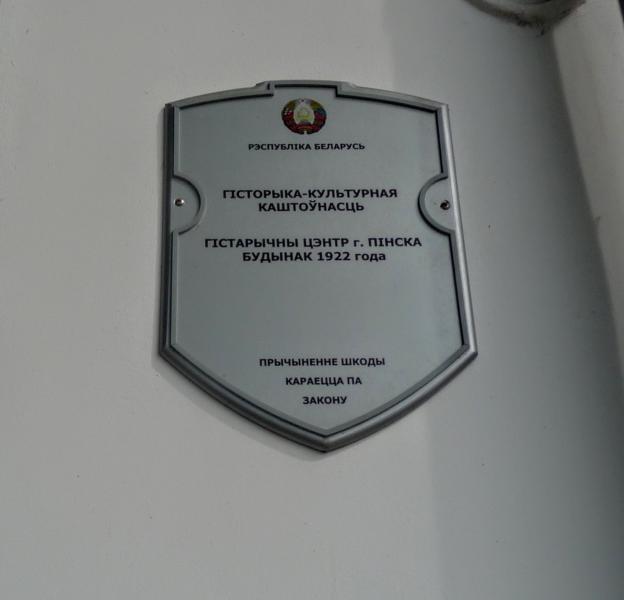 РЭСПУБЛІКА БЕЛАРУСЬ
ГІСТОРЫКА-КУЛЬТУРНАЯ
КАШТОЎНАСЦЬ
ГІСТАРЫЧНЫ ЦЭНТР г. ПІНСКА
БУДЫНАК 1922 года
ПРЫЧЫНЕННЕ ШКОДЫ
КАРАЕЦЦА ПА
ЗАКОНУ